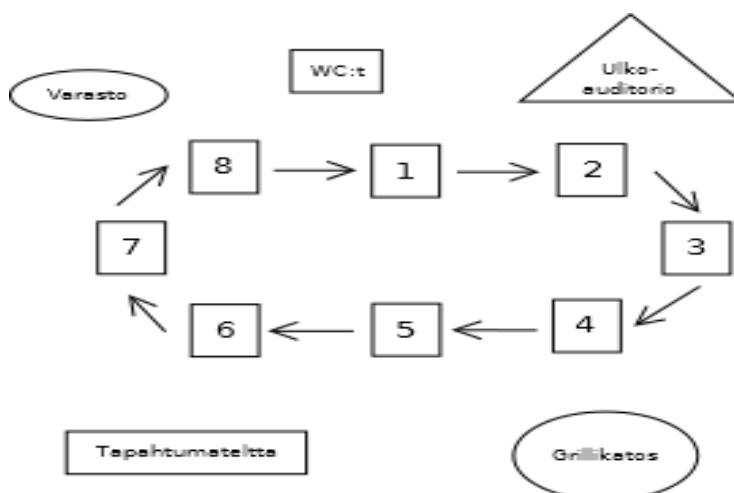 WC:t
Ulko-
auditorio
Varasto
8
1
2
7
3
6
5
4
Tapahtumateltta
Grillikatos